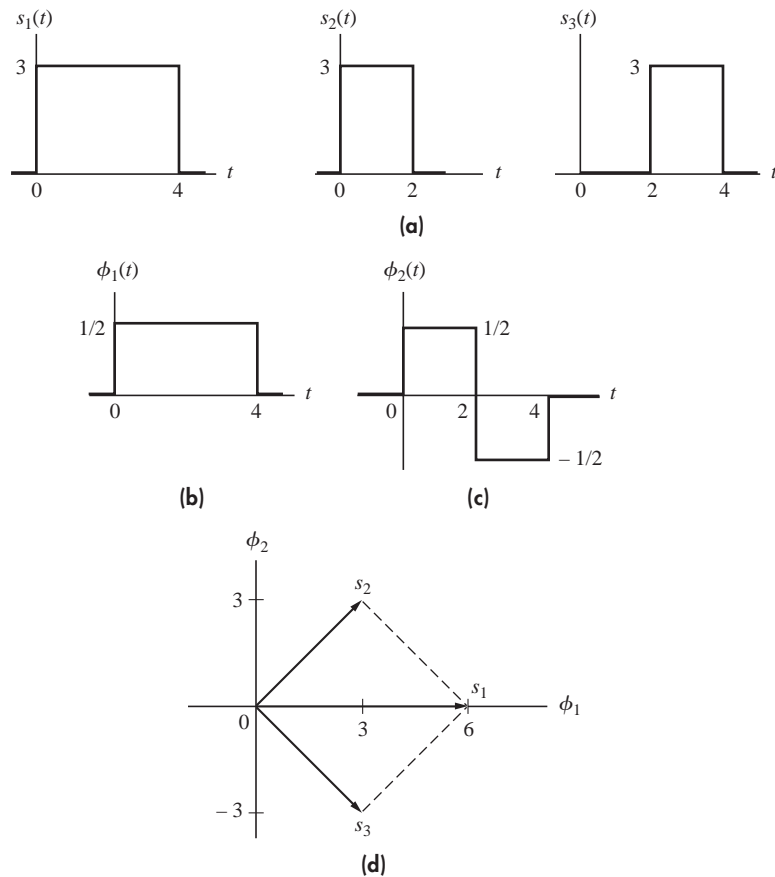 s₁(t) s₂(t) s₃(t)
3 3 3
0 4 t 0 2 t 0 2 4 t
(a)
ϕ₁(t) ϕ₂(t)
1/2 1/2
0 4 t 0 2 4 t
– 1/2
(b) (c)
ϕ₂
3 s₂
s₁
0 3 6 ϕ₁
– 3 s₃
(d)